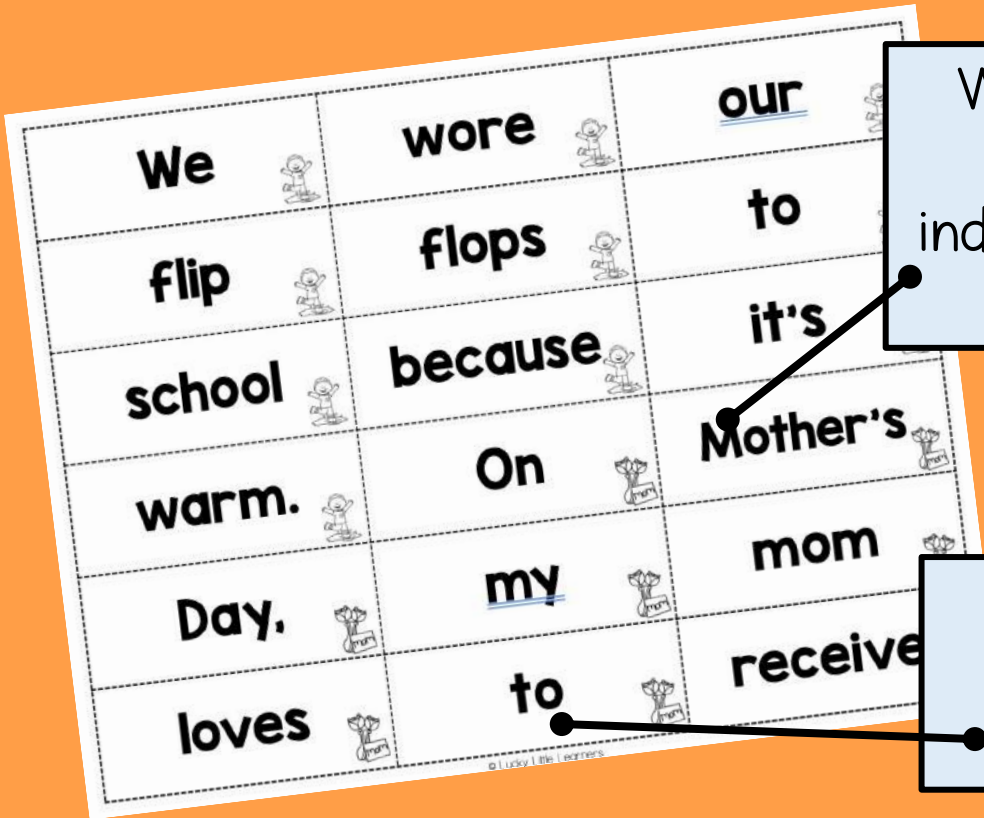 We wore our
flip flops to
school because it's
warm. On Mother's
Day, my mom
loves to receive
© Lucky Little Learners